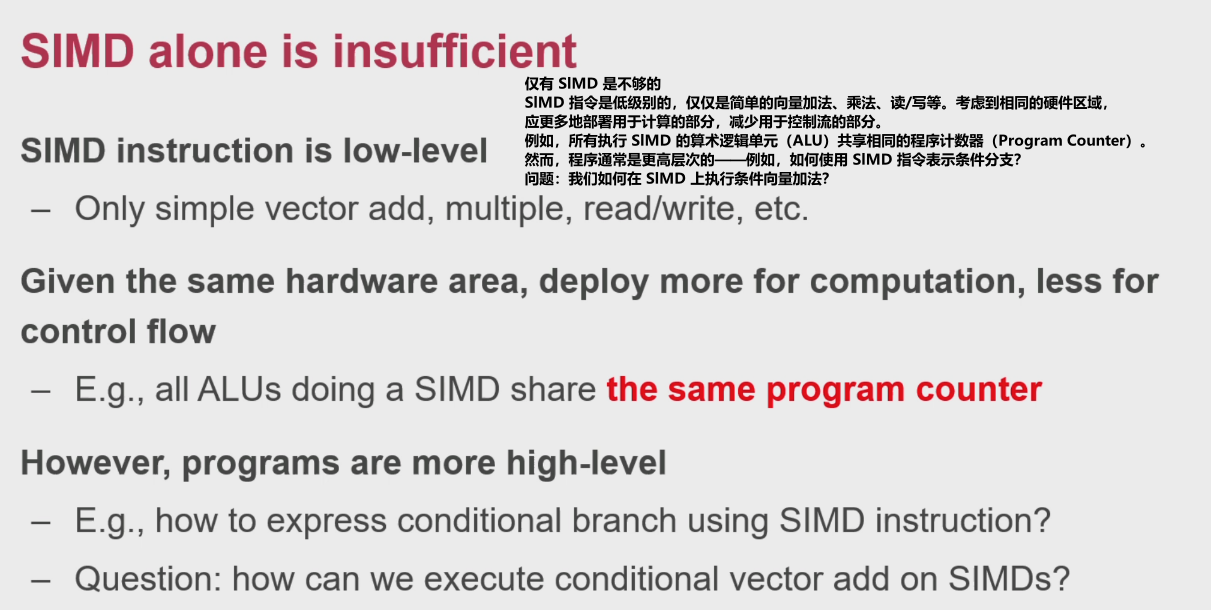 SIMD alone is insufficient
仅有 SIMD 是不够的
SIMD 指令是低级别的，仅仅是简单的向量加法、乘法、读/写等。考虑到相同的硬件区域，
应更多地部署用于计算的部分，减少用于控制流的部分。
例如，所有执行 SIMD 的算术逻辑单元（ALU）共享相同的程序计数器（Program Counter）。
然而，程序通常是更高层次的——例如，如何使用 SIMD 指令表示条件分支？
问题：我们如何在 SIMD 上执行条件向量加法？
SIMD instruction is low-level
– Only simple vector add, multiple, read/write, etc.
Given the same hardware area, deploy more for computation, less for
control flow
– E.g., all ALUs doing a SIMD share the same program counter
However, programs are more high-level
– E.g., how to express conditional branch using SIMD instruction?
– Question: how can we execute conditional vector add on SIMDs?